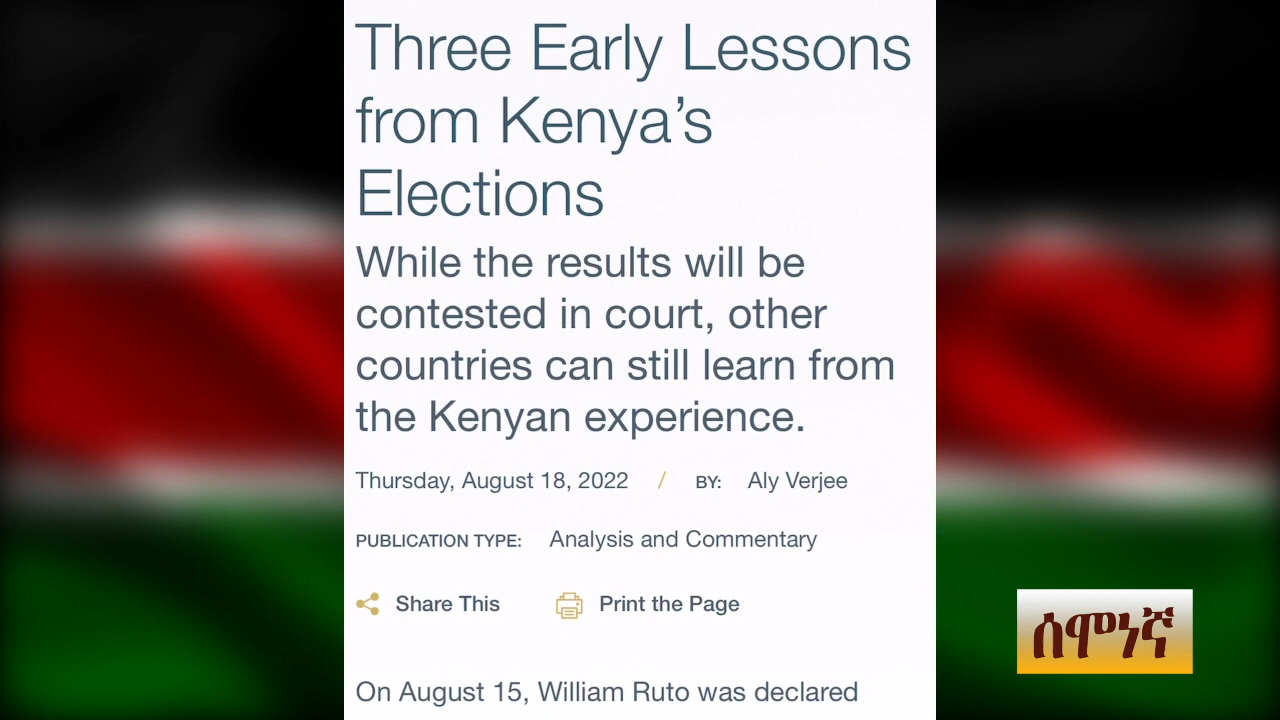 Three Early Lessons
from Kenya’s
Elections
While the results will be
contested in court, other
countries can still learn from
the Kenyan experience.
Thursday, August 18, 2022 / BY: Aly Verjee
PUBLICATION TYPE: Analysis and Commentary
Share This Print the Page
ሰሞነኛ
On August 15, William Ruto was declared